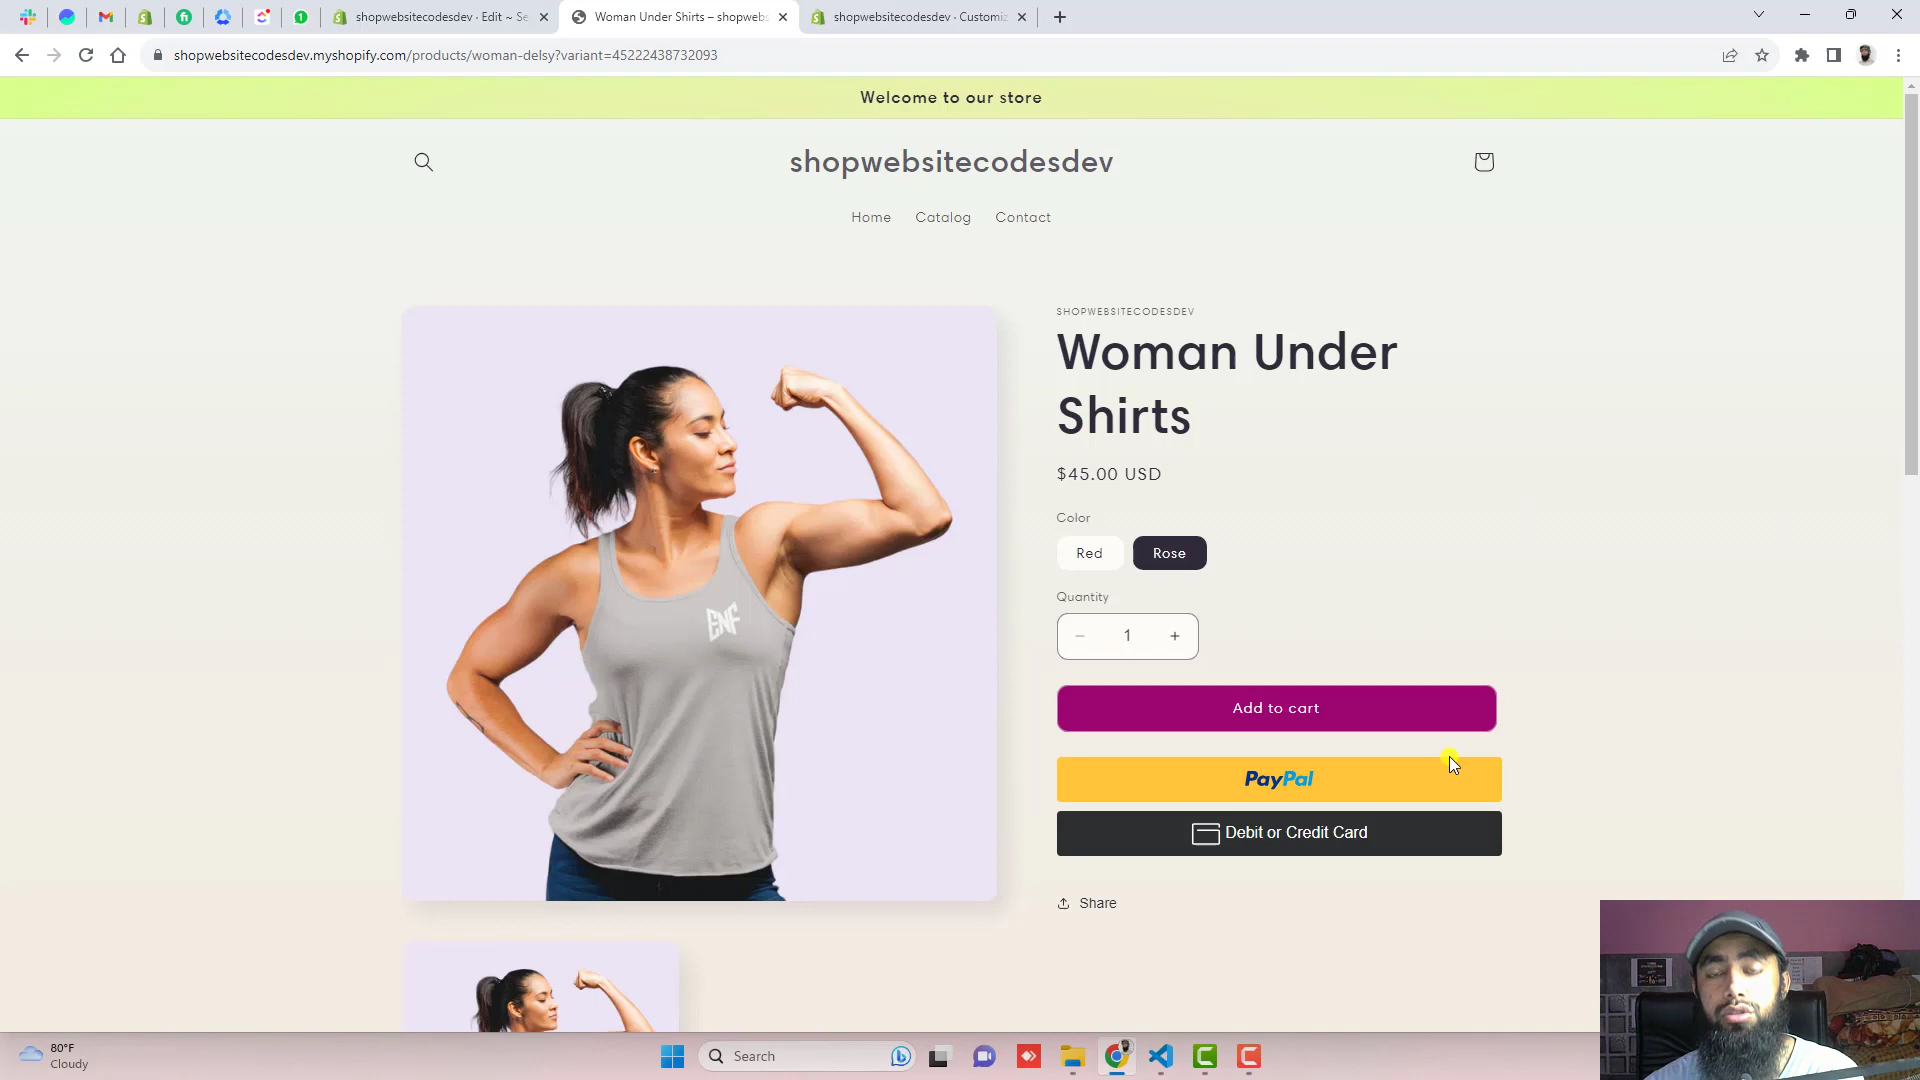 shopwebsitecodesdev · Edit ~ Se
Woman Under Shirts – shopwebs
shopwebsitecodesdev · Customiz
shopwebsitecodesdev.myshopify.com/products/woman-delsy?variant=45222438732093
Welcome to our store
shopwebsitecodesdev
Home Catalog Contact
SHOPWEBSITECODESDEV
Woman Under
Shirts
$45.00 USD
Color
Red Rose
Quantity
− 1 +
Add to cart
PayPal
Debit or Credit Card
Share
ENF
80°F
Cloudy
Search